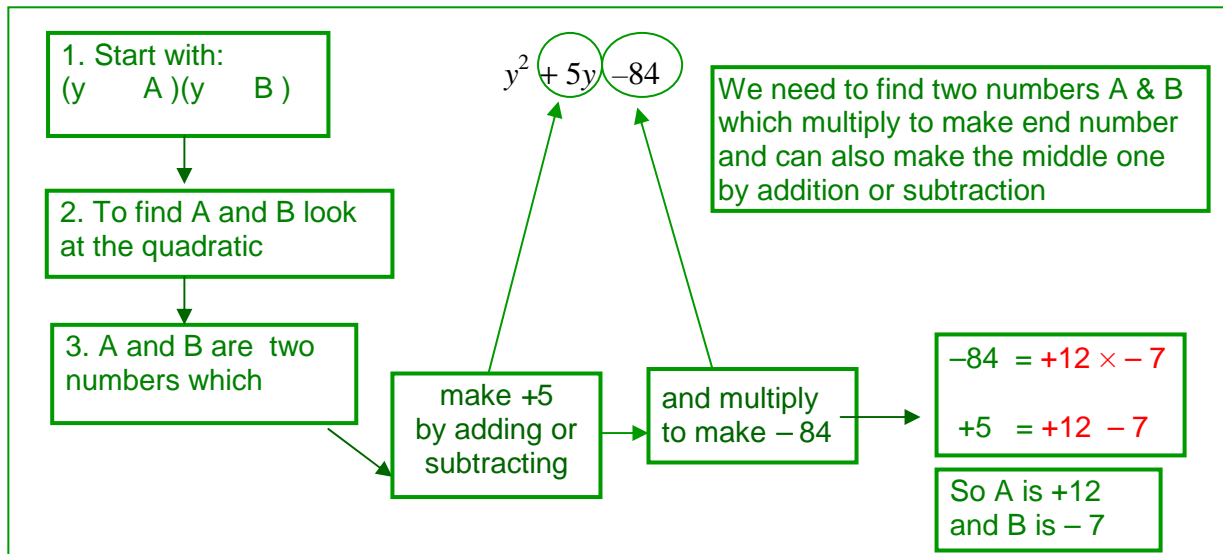 1. Start with:
(y A )(y B )
y² + 5y –84
We need to find two numbers A & B
which multiply to make end number
and can also make the middle one
by addition or subtraction
2. To find A and B look
at the quadratic
3. A and B are two
numbers which
make +5
by adding or
subtracting
and multiply
to make – 84
–84 = +12 × – 7
+5 = +12 – 7
So A is +12
and B is – 7